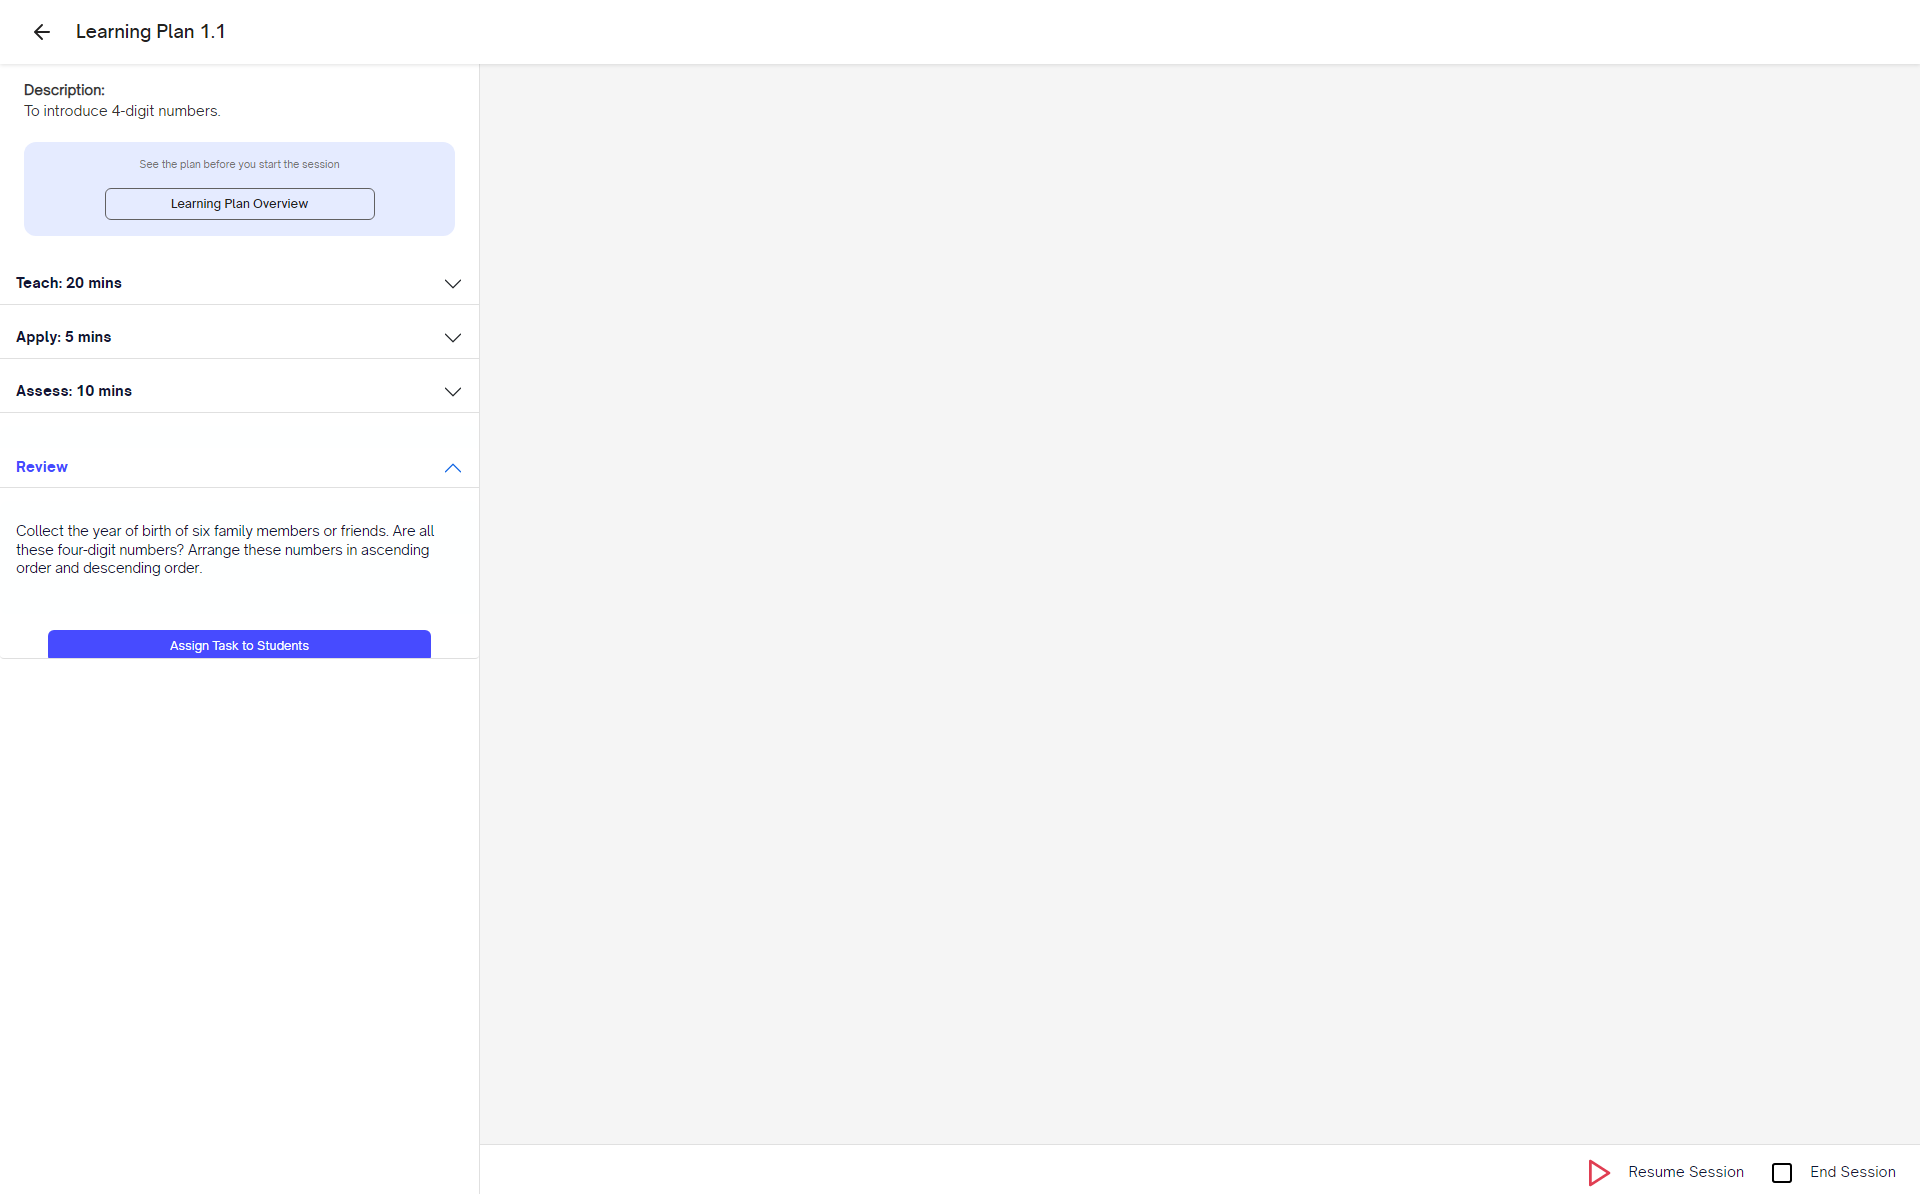 Learning Plan 1.1
Description:
To introduce 4-digit numbers.
See the plan before you start the session
Learning Plan Overview
Teach: 20 mins
Apply: 5 mins
Assess: 10 mins
Review
Collect the year of birth of six family members or friends. Are all
these four-digit numbers? Arrange these numbers in ascending
order and descending order.
Assign Task to Students
Resume Session
End Session